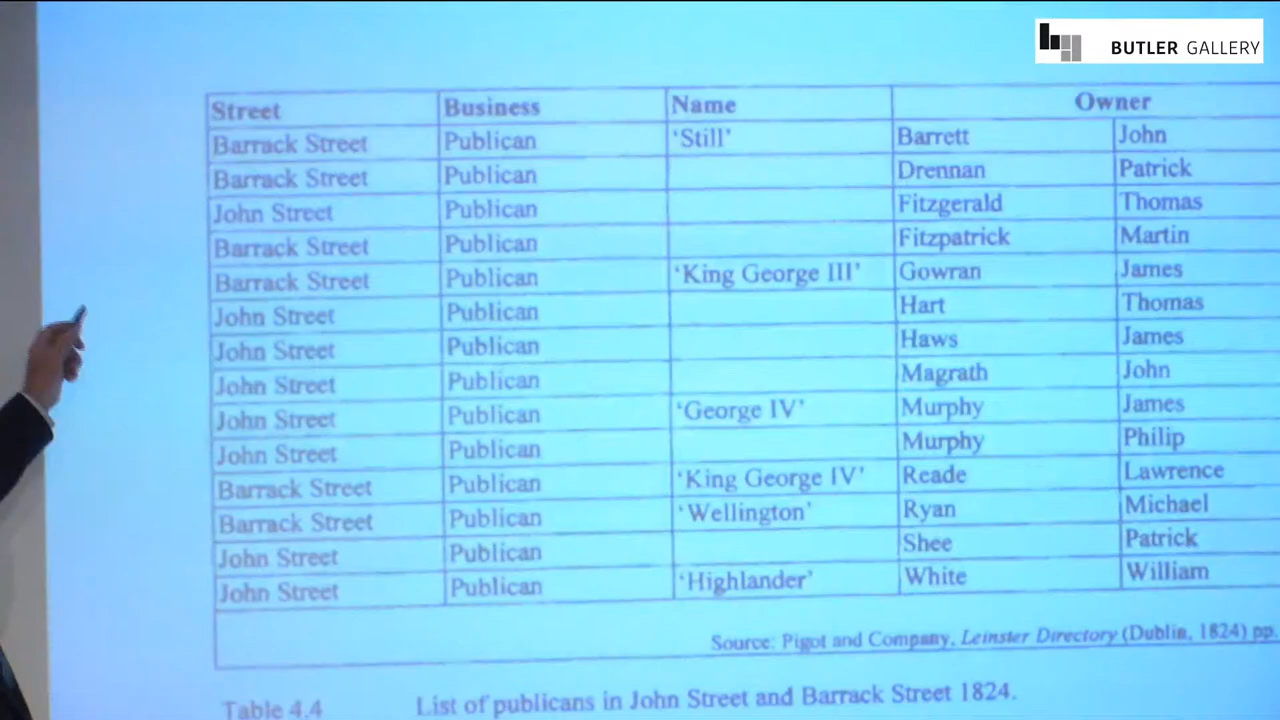 BUTLER GALLERY
Street Business Name Owner
Barrack Street Publican ‘Still’ Barrett John
Barrack Street Publican Drennan Patrick
John Street Publican Fitzgerald Thomas
Barrack Street Publican Fitzpatrick Martin
Barrack Street Publican ‘King George III’ Gowran James
John Street Publican Hart Thomas
John Street Publican Haws James
John Street Publican Magrath John
John Street Publican ‘George IV’ Murphy James
John Street Publican Murphy Philip
Barrack Street Publican ‘King George IV’ Reade Lawrence
Barrack Street Publican ‘Wellington’ Ryan Michael
John Street Publican Shee Patrick
John Street Publican ‘Highlander’ White William
Source: Pigot and Company, Leinster Directory (Dublin, 1824) pp.
Table 4.4 List of publicans in John Street and Barrack Street 1824.